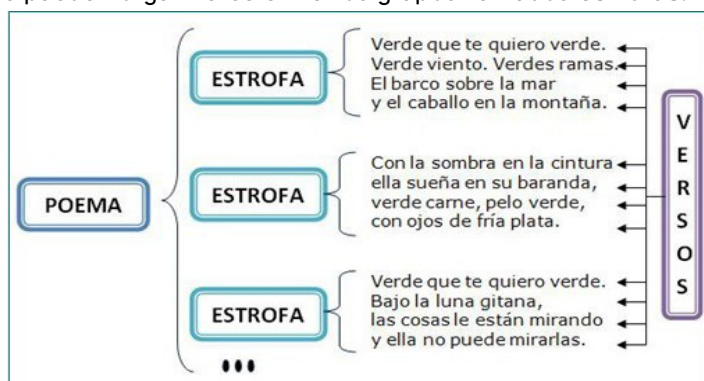 POEMA
ESTROFA
Verde que te quiero verde.
Verde viento. Verdes ramas.
El barco sobre la mar
y el caballo en la montaña.
ESTROFA
Con la sombra en la cintura
ella sueña en su baranda,
verde carne, pelo verde,
con ojos de fría plata.
ESTROFA
Verde que te quiero verde.
Bajo la luna gitana,
las cosas le están mirando
y ella no puede mirarlas.
VERSOS